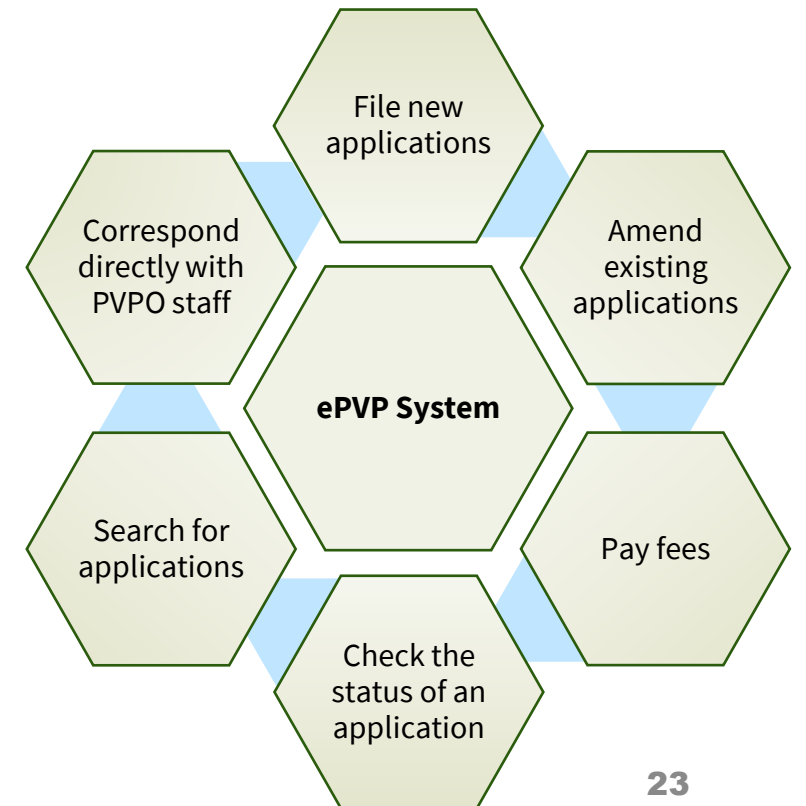 File new
applications
Correspond
directly with
PVPO staff
Amend
existing
applications
ePVP System
Search for
applications
Pay fees
Check the
status of an
application
23